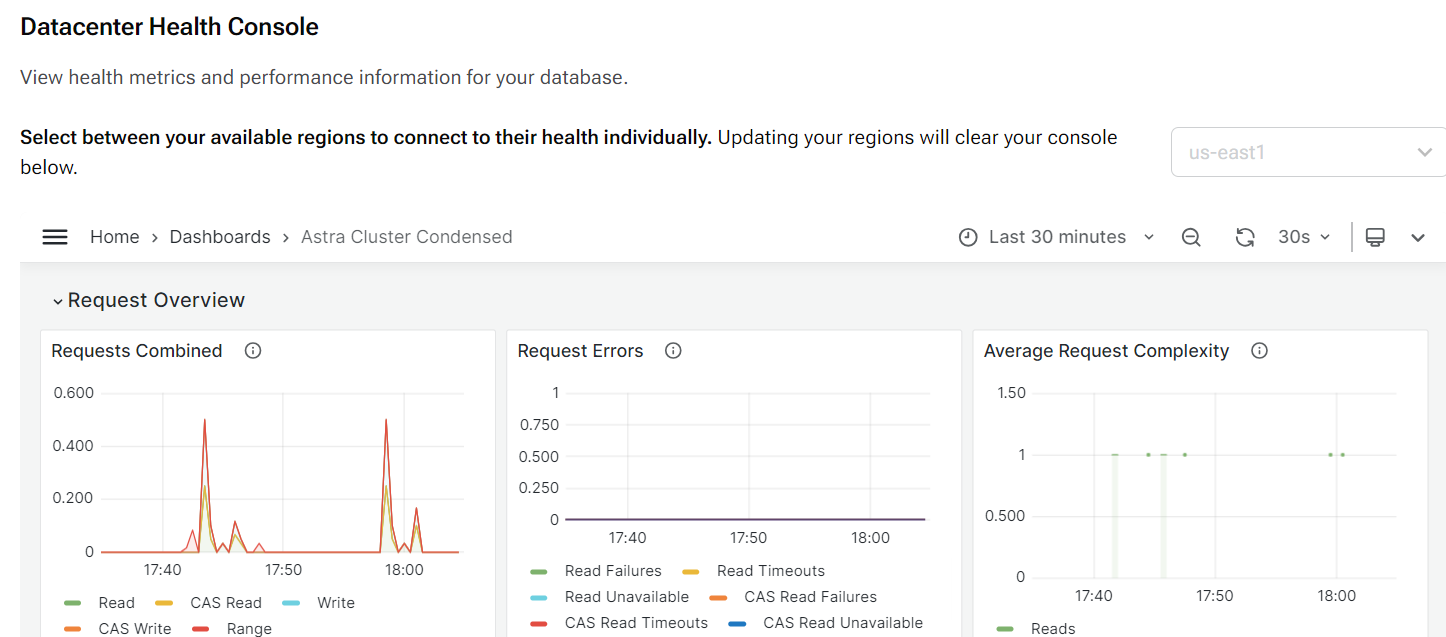 Datacenter Health Console
View health metrics and performance information for your database.
Select between your available regions to connect to their health individually. Updating your regions will clear your console
below.
us-east1
Home › Dashboards › Astra Cluster Condensed
Last 30 minutes
30s
Request Overview
Requests Combined
0.600
0.400
0.200
0
17:40 17:50 18:00
Read CAS Read Write
CAS Write Range
Request Errors
1
0.750
0.500
0.250
0
17:40 17:50 18:00
Read Failures Read Timeouts
Read Unavailable CAS Read Failures
CAS Read Timeouts CAS Read Unavailable
Average Request Complexity
1.50
1
0.500
0
17:40 17:50 18:00
Reads